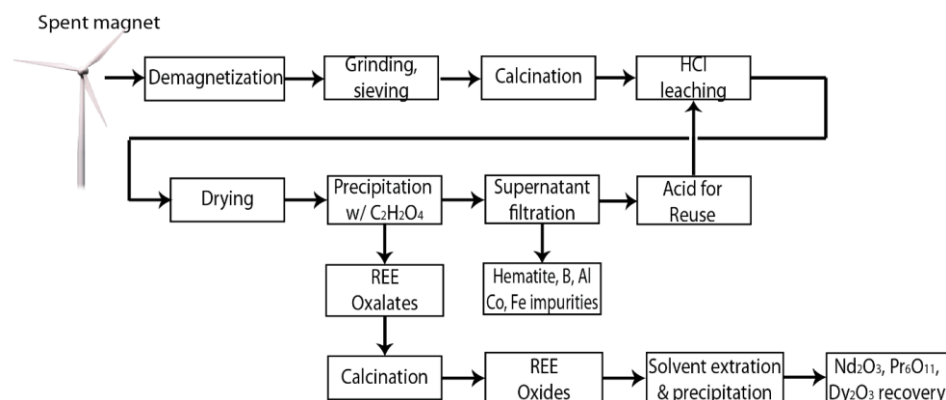 Spent magnet
Demagnetization
Grinding,
sieving
Calcination
HCl
leaching
Drying
Precipitation
w/ C₂H₂O₄
Supernatant
filtration
Acid for
Reuse
REE
Oxalates
Hematite, B, Al
Co, Fe impurities
Calcination
REE
Oxides
Solvent extration
& precipitation
Nd₂O₃, Pr₆O₁₁,
Dy₂O₃ recovery